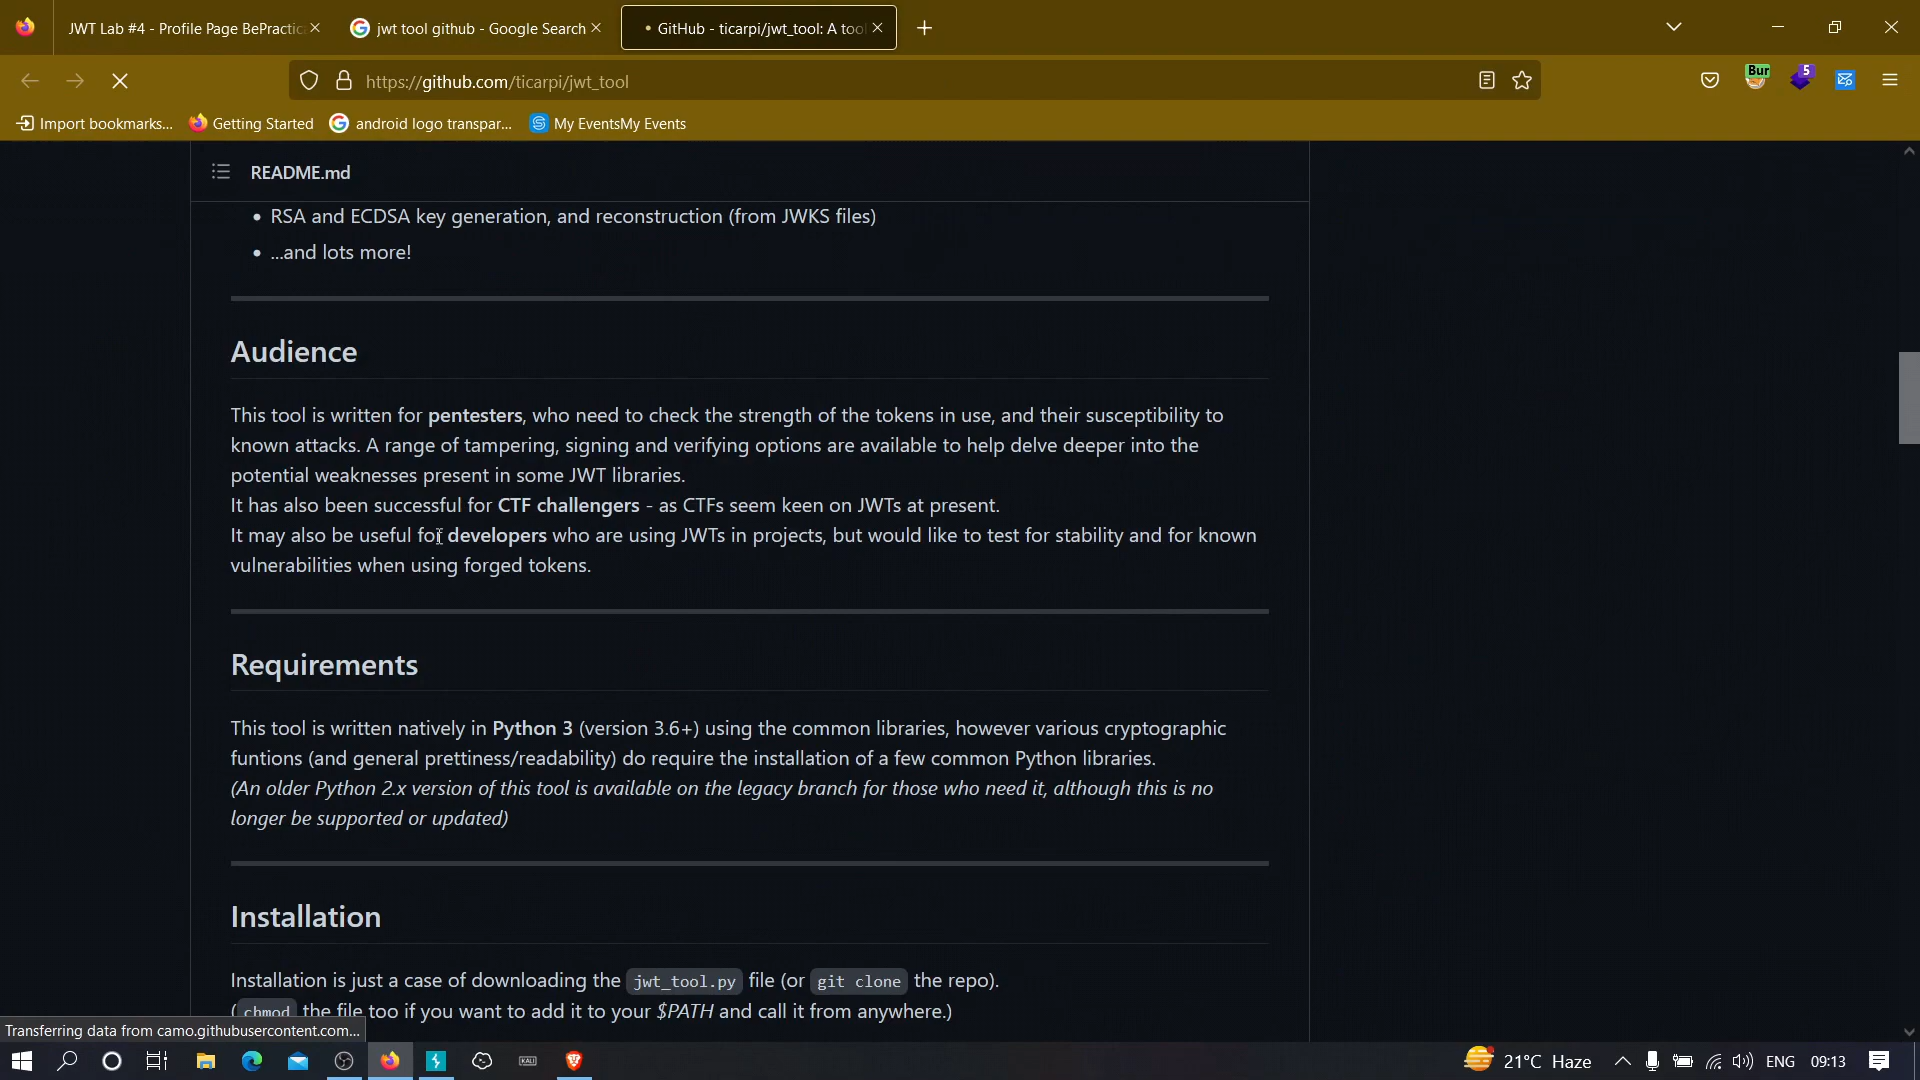 JWT Lab #4 - Profile Page BePractic
jwt tool github - Google Search
GitHub - ticarpi/jwt_tool: A tool
https://github.com/ticarpi/jwt_tool
Bur
5
Import bookmarks...
Getting Started
android logo transpar...
My EventsMy Events
README.md
• RSA and ECDSA key generation, and reconstruction (from JWKS files)
• ...and lots more!
Audience
This tool is written for pentesters, who need to check the strength of the tokens in use, and their susceptibility to
known attacks. A range of tampering, signing and verifying options are available to help delve deeper into the
potential weaknesses present in some JWT libraries.
It has also been successful for CTF challengers - as CTFs seem keen on JWTs at present.
It may also be useful for developers who are using JWTs in projects, but would like to test for stability and for known
vulnerabilities when using forged tokens.
Requirements
This tool is written natively in Python 3 (version 3.6+) using the common libraries, however various cryptographic
funtions (and general prettiness/readability) do require the installation of a few common Python libraries.
(An older Python 2.x version of this tool is available on the legacy branch for those who need it, although this is no
longer be supported or updated)
Installation
Installation is just a case of downloading the jwt_tool.py file (or git clone the repo).
(chmod the file too if you want to add it to your $PATH and call it from anywhere.)
Transferring data from camo.githubusercontent.com...
KALI
21°C Haze
ENG
09:13